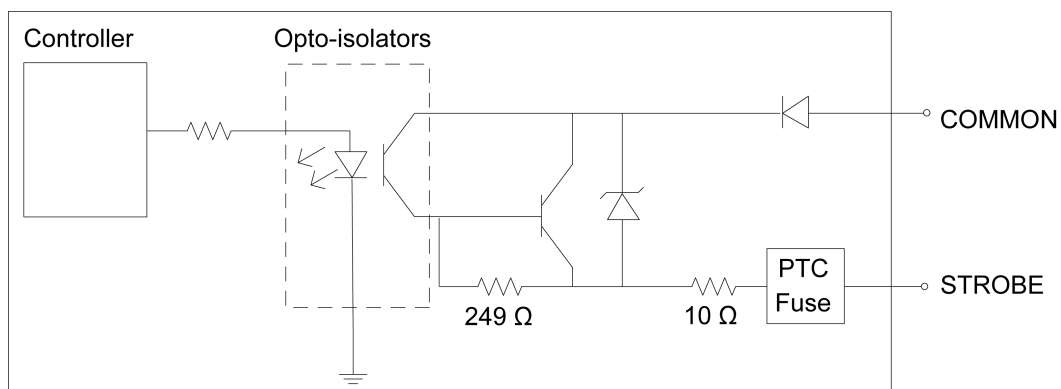 Controller
Opto-isolators
COMMON
PTC
Fuse
STROBE
249 Ω
10 Ω